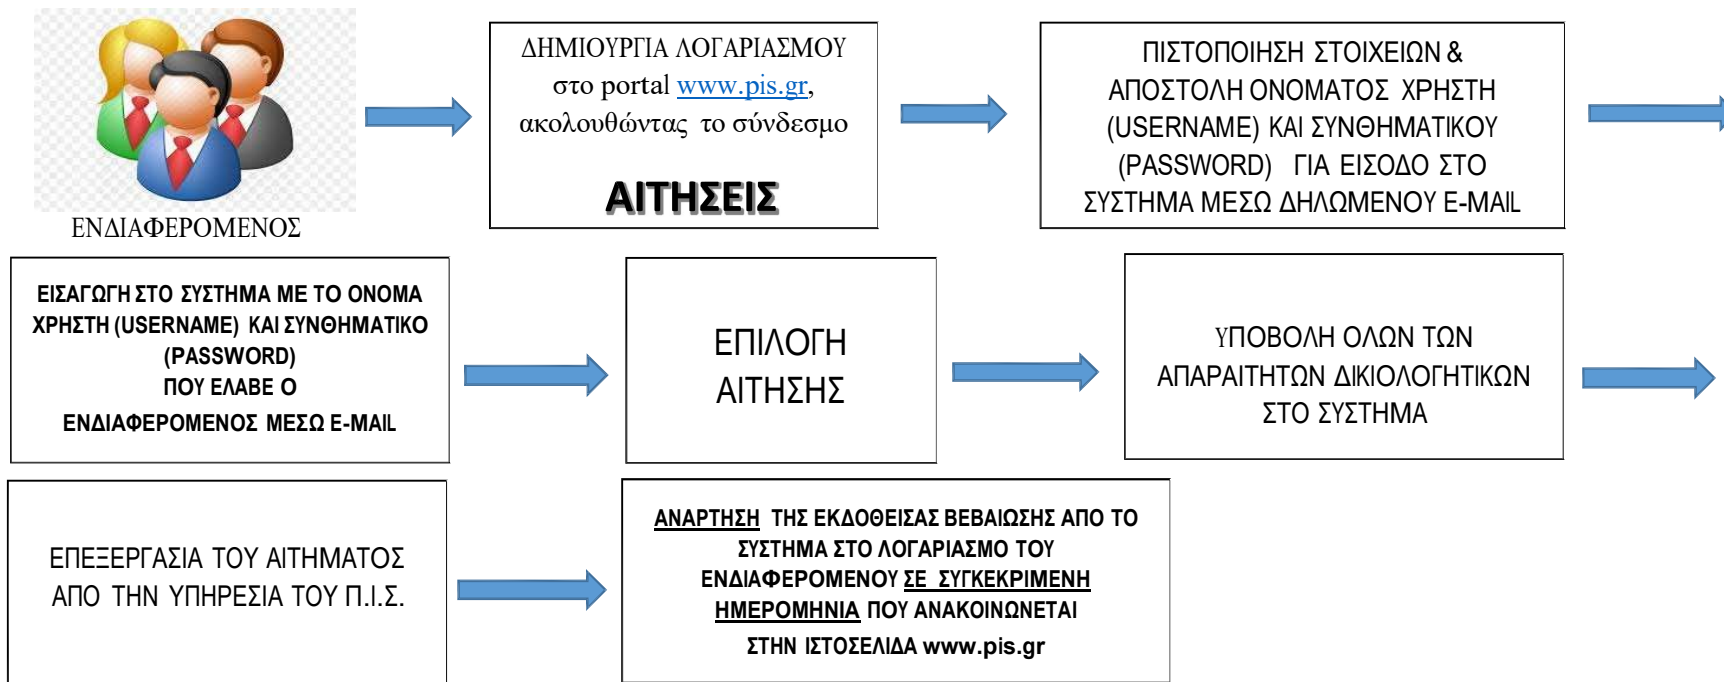 ΕΝΔΙΑΦΕΡΟΜΕΝΟΣ
ΔΗΜΙΟΥΡΓΙΑ ΛΟΓΑΡΙΑΣΜΟΥ
στο portal www.pis.gr,
ακολουθώντας το σύνδεσμο
ΑΙΤΗΣΕΙΣ
ΠΙΣΤΟΠΟΙΗΣΗ ΣΤΟΙΧΕΙΩΝ &
ΑΠΟΣΤΟΛΗ ΟΝΟΜΑΤΟΣ ΧΡΗΣΤΗ
(USERNAME) ΚΑΙ ΣΥΝΘΗΜΑΤΙΚΟΥ
(PASSWORD) ΓΙΑ ΕΙΣΟΔΟ ΣΤΟ
ΣΥΣΤΗΜΑ ΜΕΣΩ ΔΗΛΩΜΕΝΟΥ E-MAIL
ΕΙΣΑΓΩΓΗ ΣΤΟ ΣΥΣΤΗΜΑ ΜΕ ΤΟ ΟΝΟΜΑ
ΧΡΗΣΤΗ (USERNAME) ΚΑΙ ΣΥΝΘΗΜΑΤΙΚΟ
(PASSWORD)
ΠΟΥ ΕΛΑΒΕ Ο
ΕΝΔΙΑΦΕΡΟΜΕΝΟΣ ΜΕΣΩ E-MAIL
ΕΠΙΛΟΓΗ
ΑΙΤΗΣΗΣ
ΥΠΟΒΟΛΗ ΟΛΩΝ ΤΩΝ
ΑΠΑΡΑΙΤΗΤΩΝ ΔΙΚΙΟΛΟΓΗΤΙΚΩΝ
ΣΤΟ ΣΥΣΤΗΜΑ
ΕΠΕΞΕΡΓΑΣΙΑ ΤΟΥ ΑΙΤΗΜΑΤΟΣ
ΑΠΟ ΤΗΝ ΥΠΗΡΕΣΙΑ ΤΟΥ Π.Ι.Σ.
ΑΝΑΡΤΗΣΗ ΤΗΣ ΕΚΔΟΘΕΙΣΑΣ ΒΕΒΑΙΩΣΗΣ ΑΠΟ ΤΟ
ΣΥΣΤΗΜΑ ΣΤΟ ΛΟΓΑΡΙΑΣΜΟ ΤΟΥ
ΕΝΔΙΑΦΕΡΟΜΕΝΟΥ ΣΕ ΣΥΓΚΕΚΡΙΜΕΝΗ
ΗΜΕΡΟΜΗΝΙΑ ΠΟΥ ΑΝΑΚΟΙΝΩΝΕΤΑΙ
ΣΤΗΝ ΙΣΤΟΣΕΛΙΔΑ www.pis.gr